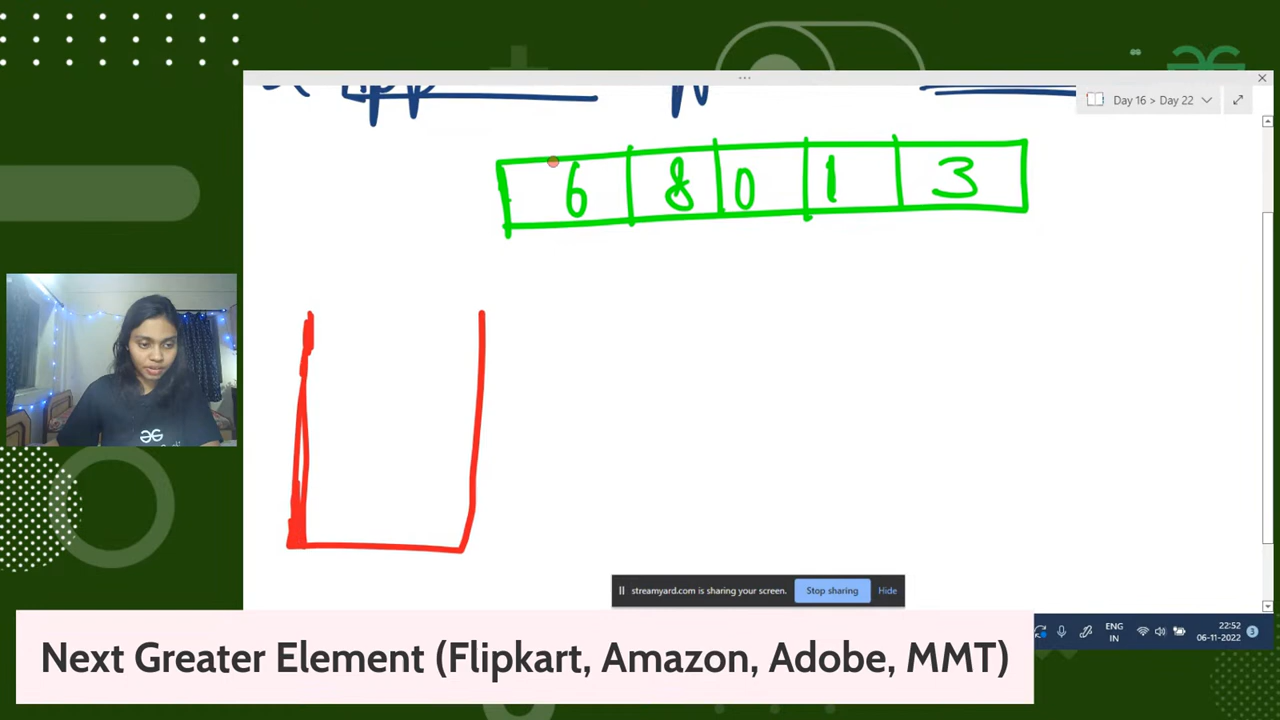 Day 16 > Day 22
6 8 0 1 3
streamyard.com is sharing your screen. Stop sharing Hide
ENG
IN
22:52
06-11-2022
3
Next Greater Element (Flipkart, Amazon, Adobe, MMT)